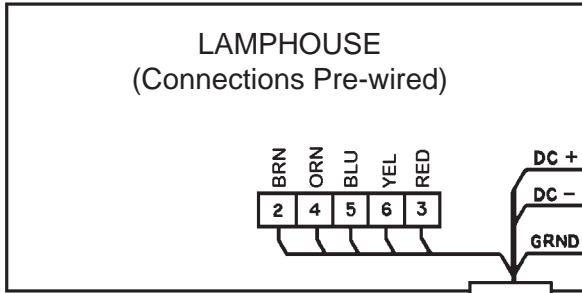 LAMPHOUSE
(Connections Pre-wired)
BRN ORN BLU YEL RED
2 4 5 6 3
DC +
DC –
GRND